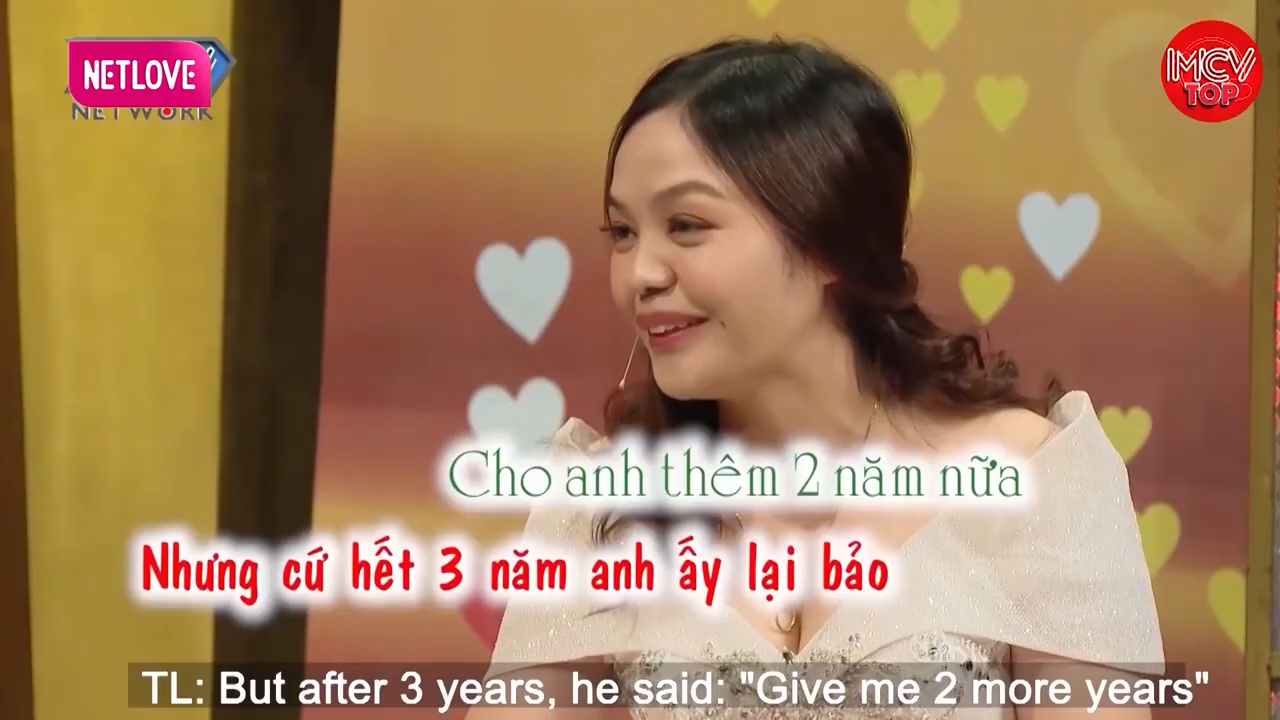 NETLOVE
NETWORK
MCV
TOP
Cho anh thêm 2 năm nữa
Nhưng cứ hết 3 năm anh ấy lại bảo
TL: But after 3 years, he said: "Give me 2 more years"